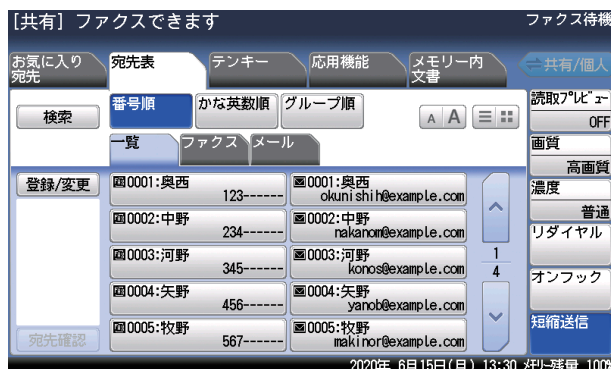 [共有] ファクスできます
ファクス待機
お気に入り
宛先
宛先表
テンキー
応用機能
メモリー内
文書
共有/個人
検索
番号順
かな英数順
グループ順
A A
読取プレビュー
OFF
一覧
ファクス
メール
画質
高画質
登録/変更
0001:奥西
123------
0001:奥西
okunishih@example.com
濃度
普通
0002:中野
234------
0002:中野
nakanom@example.com
リダイヤル
0003:河野
345------
0003:河野
konos@example.com
1
4
オンフック
0004:矢野
456------
0004:矢野
yanob@example.com
0005:牧野
567------
0005:牧野
makinor@example.com
短縮送信
宛先確認
2020年 6月15日(月) 13:30 メモリー残量 100%